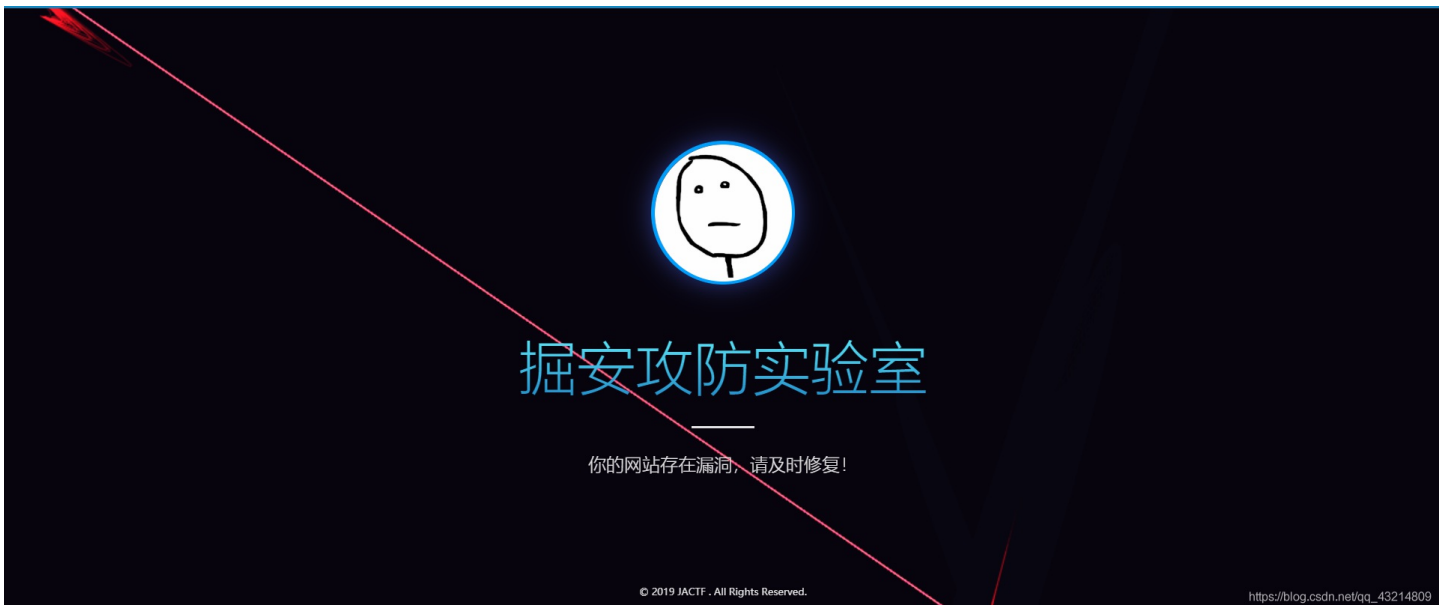 掘安攻防实验室
你的网站存在漏洞，请及时修复！
© 2019 JACTF . All Rights Reserved.
https://blog.csdn.net/qq_43214809